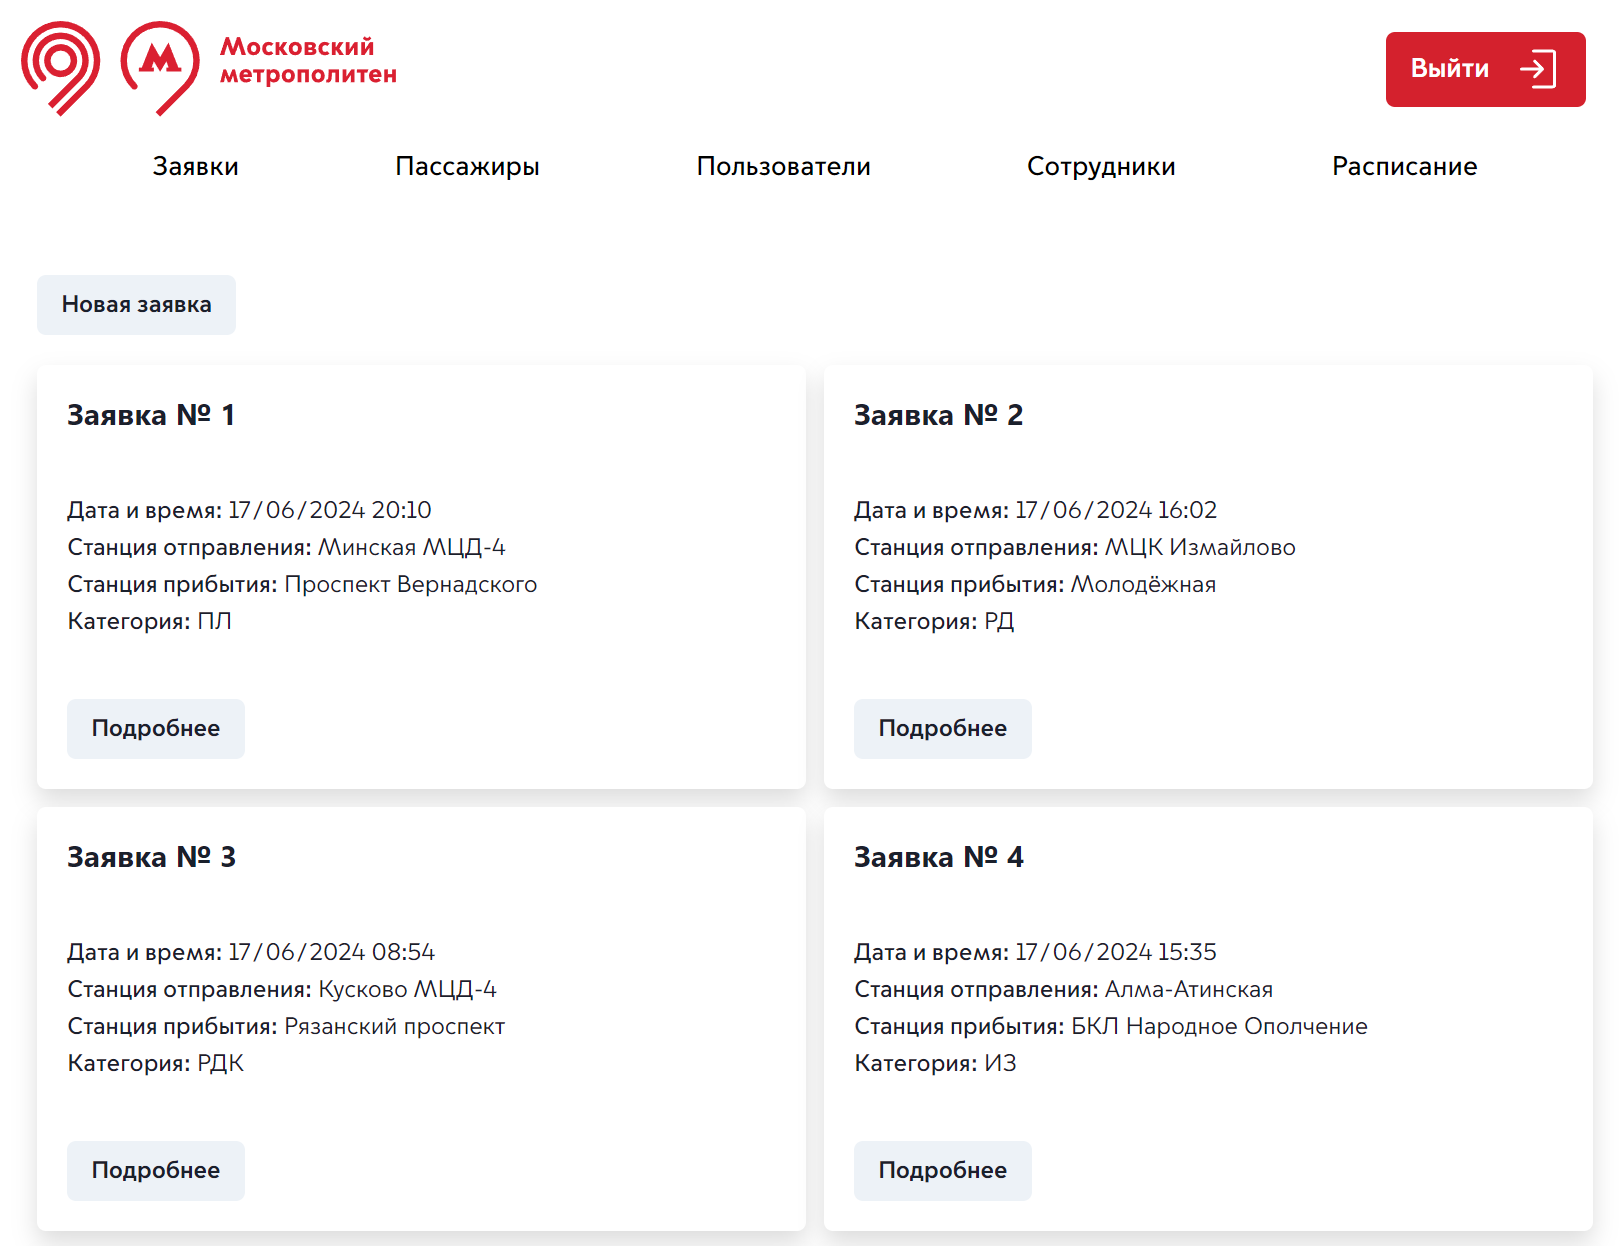 Московский
метрополитен
Выйти
Заявки Пассажиры Пользователи Сотрудники Расписание
Новая заявка
Заявка № 1
Дата и время: 17/06/2024 20:10
Станция отправления: Минская МЦД-4
Станция прибытия: Проспект Вернадского
Категория: ПЛ
Подробнее
Заявка № 2
Дата и время: 17/06/2024 16:02
Станция отправления: МЦК Измайлово
Станция прибытия: Молодёжная
Категория: РД
Подробнее
Заявка № 3
Дата и время: 17/06/2024 08:54
Станция отправления: Кусково МЦД-4
Станция прибытия: Рязанский проспект
Категория: РДК
Подробнее
Заявка № 4
Дата и время: 17/06/2024 15:35
Станция отправления: Алма-Атинская
Станция прибытия: БКЛ Народное Ополчение
Категория: ИЗ
Подробнее